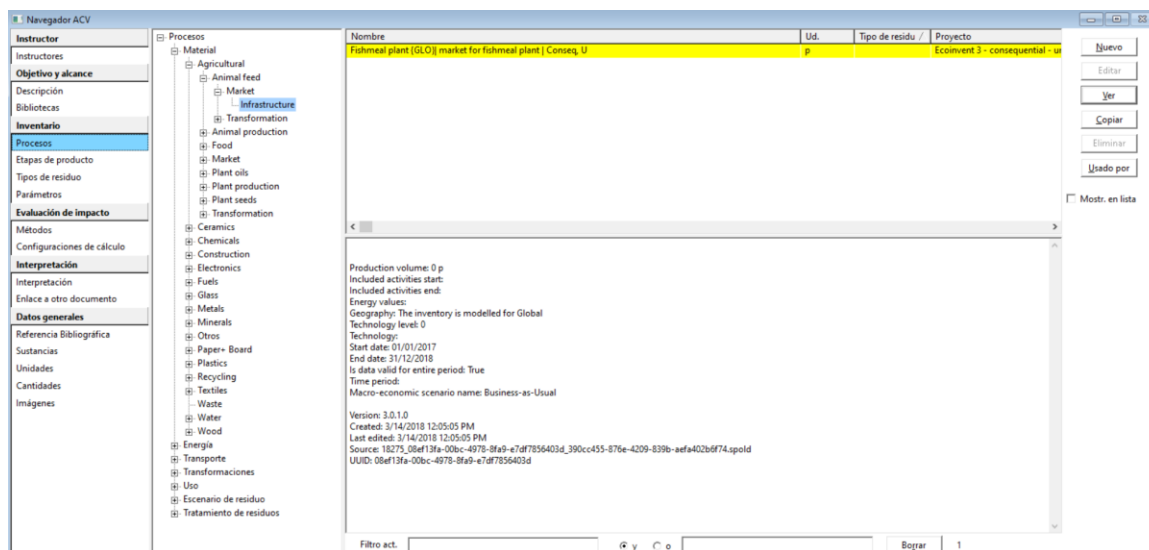 Navegador ACV
Instructor
Instructores
Objetivo y alcance
Descripción
Bibliotecas
Inventario
Procesos
Etapas de producto
Tipos de residuo
Parámetros
Evaluación de impacto
Métodos
Configuraciones de cálculo
Interpretación
Interpretación
Enlace a otro documento
Datos generales
Referencia Bibliográfica
Sustancias
Unidades
Cantidades
Imágenes
Procesos
Material
Agricultural
Animal feed
Market
Infrastructure
Transformation
Animal production
Food
Market
Plant oils
Plant production
Plant seeds
Transformation
Ceramics
Chemicals
Construction
Electronics
Fuels
Glass
Metals
Minerals
Otros
Paper+ Board
Plastics
Recycling
Textiles
Waste
Water
Wood
Energía
Transporte
Transformaciones
Uso
Escenario de residuo
Tratamiento de residuos
Nombre Ud. Tipo de residu / Proyecto
Fishmeal plant {GLO}| market for fishmeal plant | Conseq, U p Ecoinvent 3 - consequential - un
Production volume: 0 p
Included activities start:
Included activities end:
Energy values:
Geography: The inventory is modelled for Global
Technology level: 0
Technology:
Start date: 01/01/2017
End date: 31/12/2018
Is data valid for entire period: True
Time period:
Macro-economic scenario name: Business-as-Usual
Version: 3.0.1.0
Created: 3/14/2018 12:05:05 PM
Last edited: 3/14/2018 12:05:05 PM
Source: 18275_08ef13fa-00bc-4978-8fa9-e7df7856403d_390cc455-876e-4209-839b-aefa402b6f74.spold
UUID: 08ef13fa-00bc-4978-8fa9-e7df7856403d
Filtro act. y o Borrar 1
Nuevo
Editar
Ver
Copiar
Eliminar
Usado por
Mostr. en lista